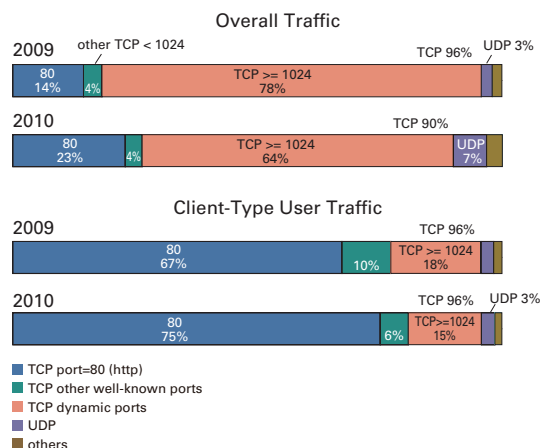 Overall Traffic
2009
other TCP < 1024
TCP 96%
UDP 3%
80
14%
4%
TCP >= 1024
78%
2010
TCP 90%
80
23%
4%
TCP >= 1024
64%
UDP
7%
Client-Type User Traffic
2009
TCP 96%
80
67%
10%
TCP >= 1024
18%
2010
TCP 96%
UDP 3%
80
75%
6%
TCP>=1024
15%
TCP port=80 (http)
TCP other well-known ports
TCP dynamic ports
UDP
others